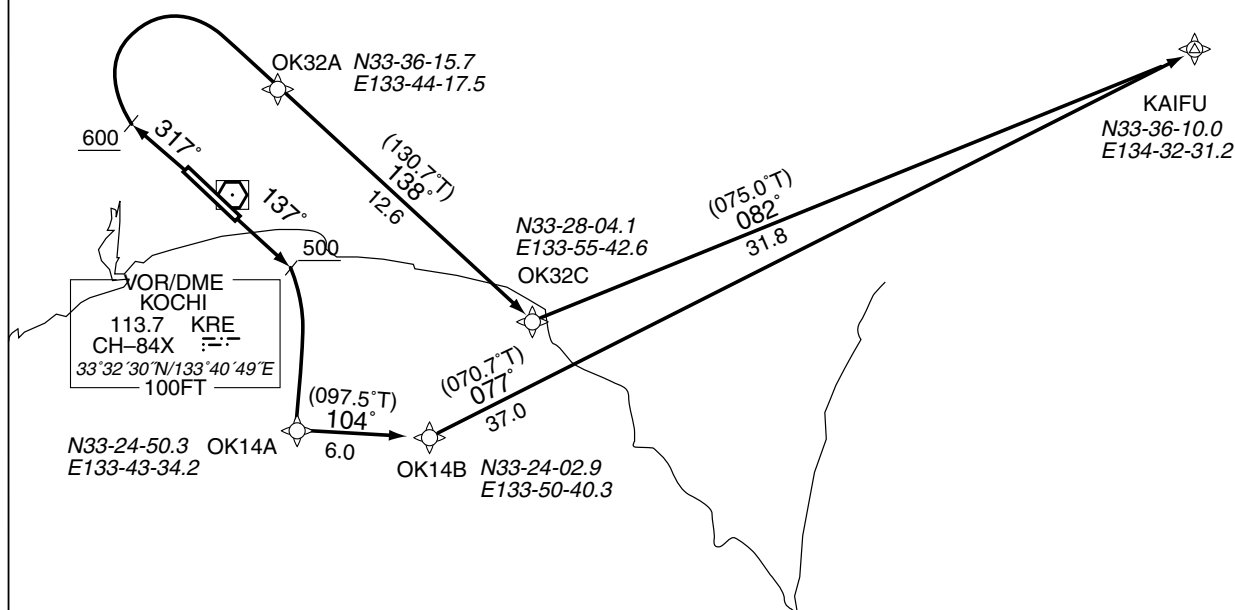 OK32A N33-36-15.7
E133-44-17.5
KAIFU
N33-36-10.0
E134-32-31.2
600
317°
(130.7°T)
138°
12.6
137°
(075.0°T)
082°
31.8
N33-28-04.1
E133-55-42.6
OK32C
500
VOR/DME
KOCHI
113.7 KRE
CH–84X
33°32´30˝N/133°40´49˝E
100FT
(070.7°T)
077°
37.0
(097.5°T)
104°
6.0
N33-24-50.3 OK14A
E133-43-34.2
OK14B N33-24-02.9
E133-50-40.3